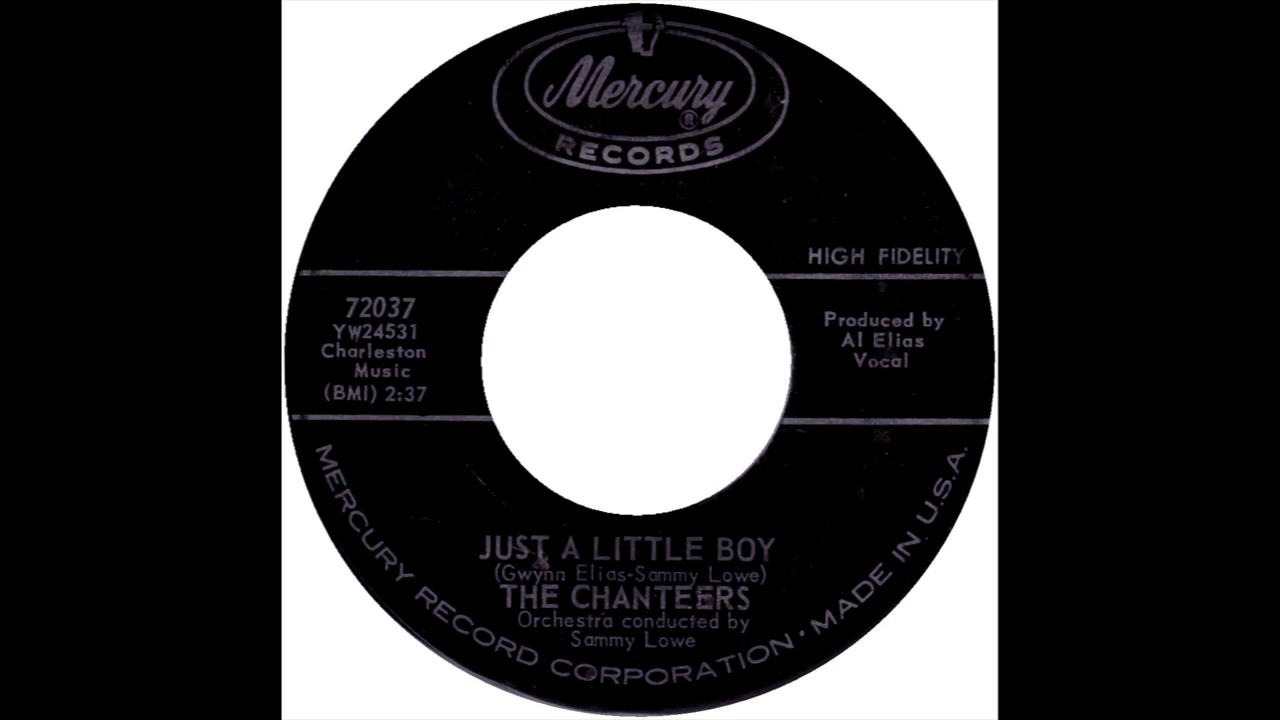 Mercury
®
RECORDS
HIGH FIDELITY
72037
YW24531
Charleston
Music
(BMI) 2:37
Produced by
Al Elias
Vocal
JUST A LITTLE BOY
(Gwynn Elias-Sammy Lowe)
THE CHANTEERS
Orchestra conducted by
Sammy Lowe
MERCURY RECORD CORPORATION • MADE IN U.S.A.